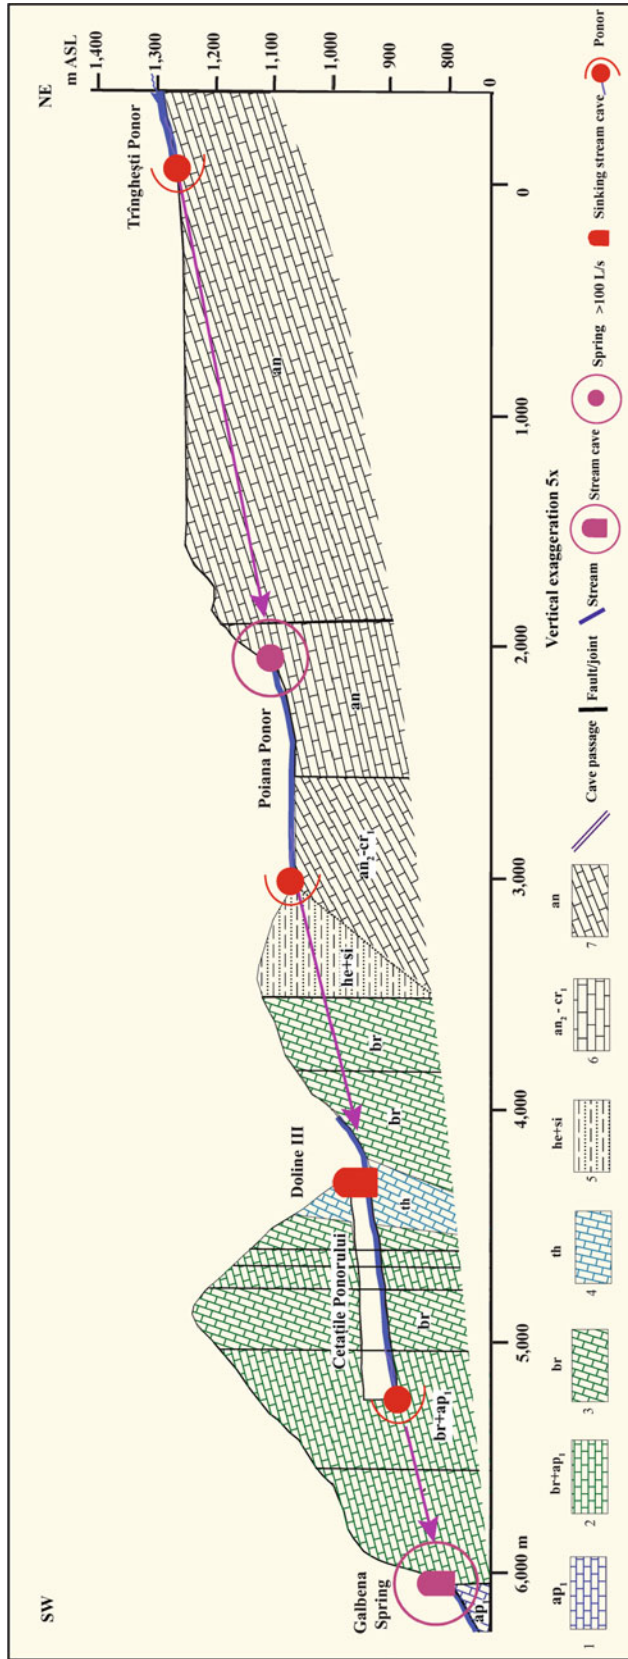 SW
NE
m ASL
1,400
1,300
1,200
1,100
1,000
900
800
0
Trîngheşti Ponor
Poiana Ponor
Doline III
Cetaţile Ponorului
Galbena
Spring
an
an
an₂-cr₁
he+si
br
br
th
br
br+ap₁
ap₁
6,000 m
5,000
4,000
3,000
2,000
1,000
0
Vertical exaggeration 5x
ap₁
br+ap₁
br
th
he+si
an₂ - cr₁
an
1
2
3
4
5
6
7
Cave passage
Fault/joint
Stream
Stream cave
Spring >100 L/s
Sinking stream cave
Ponor